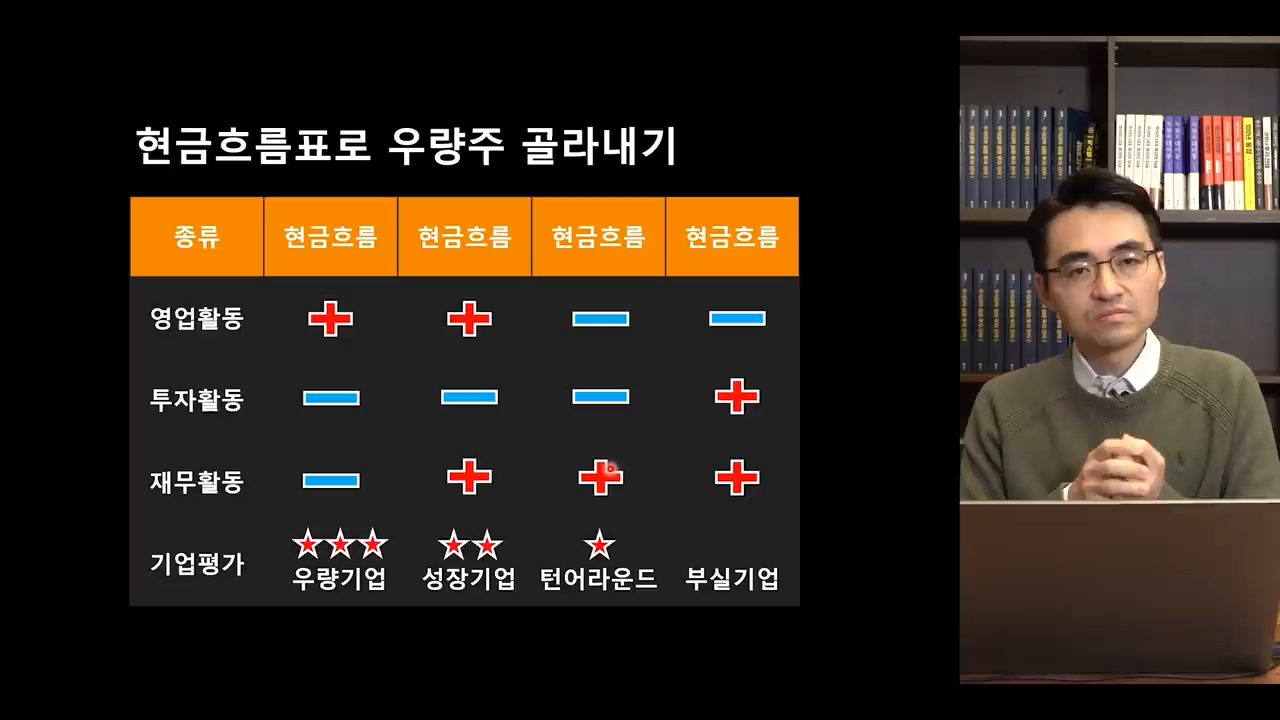 현금흐름표로 우량주 골라내기
종류 현금흐름 현금흐름 현금흐름 현금흐름
영업활동 + + - -
투자활동 - - - +
재무활동 - + + +
기업평가 우량기업 성장기업 턴어라운드 부실기업